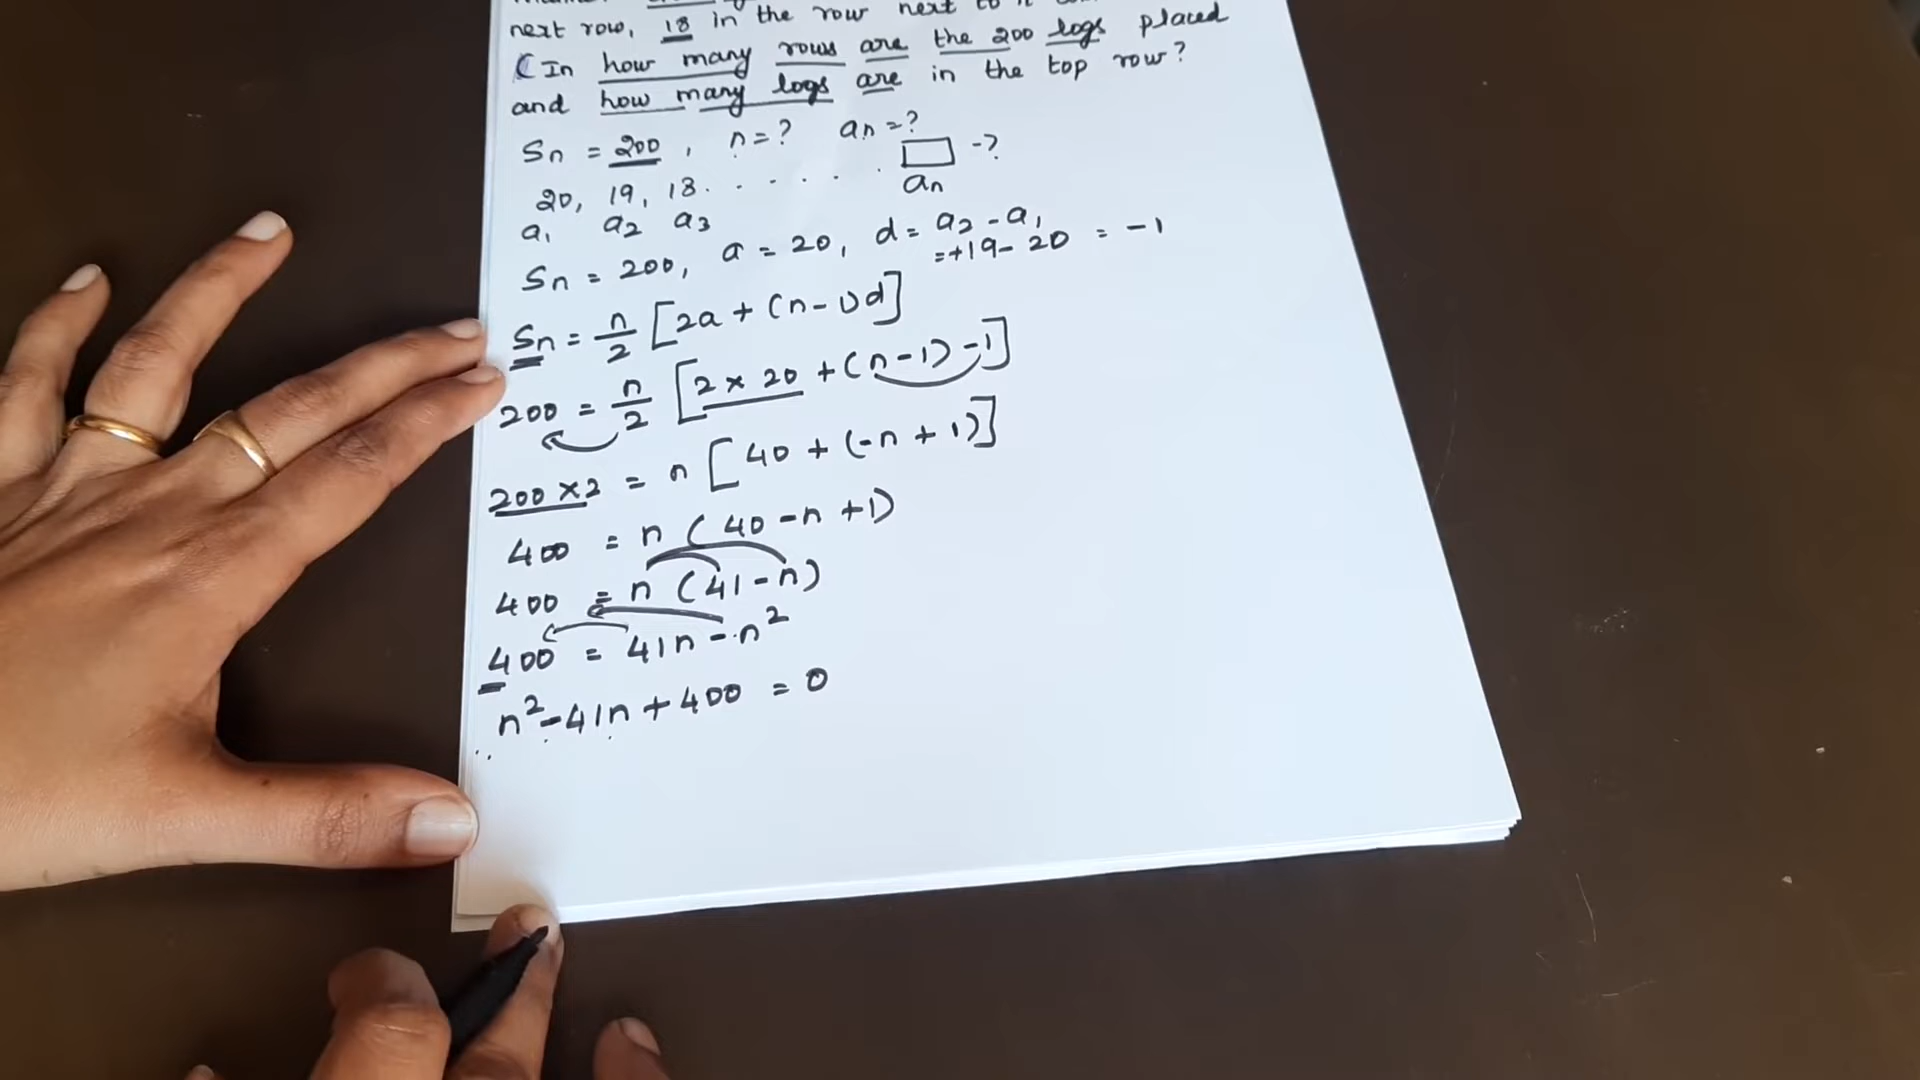 next row, 18 in the row next to it
(In how many rows are the 200 logs placed
and how many logs are in the top row?
Sn = 200, n=? an=?
20, 19, 18. . . . . . . □ -?
a1 a2 a3 an
Sn = 200, a = 20, d = a2 - a1
=+19- 20 = -1
Sn = n/2 [2a + (n-1)d]
200 = n/2 [2 × 20 + (n-1) -1]
200 ×2 = n [40 + (-n + 1)]
400 = n (40 -n +1)
400 = n (41-n)
400 = 41n - n²
n² - 41n + 400 = 0